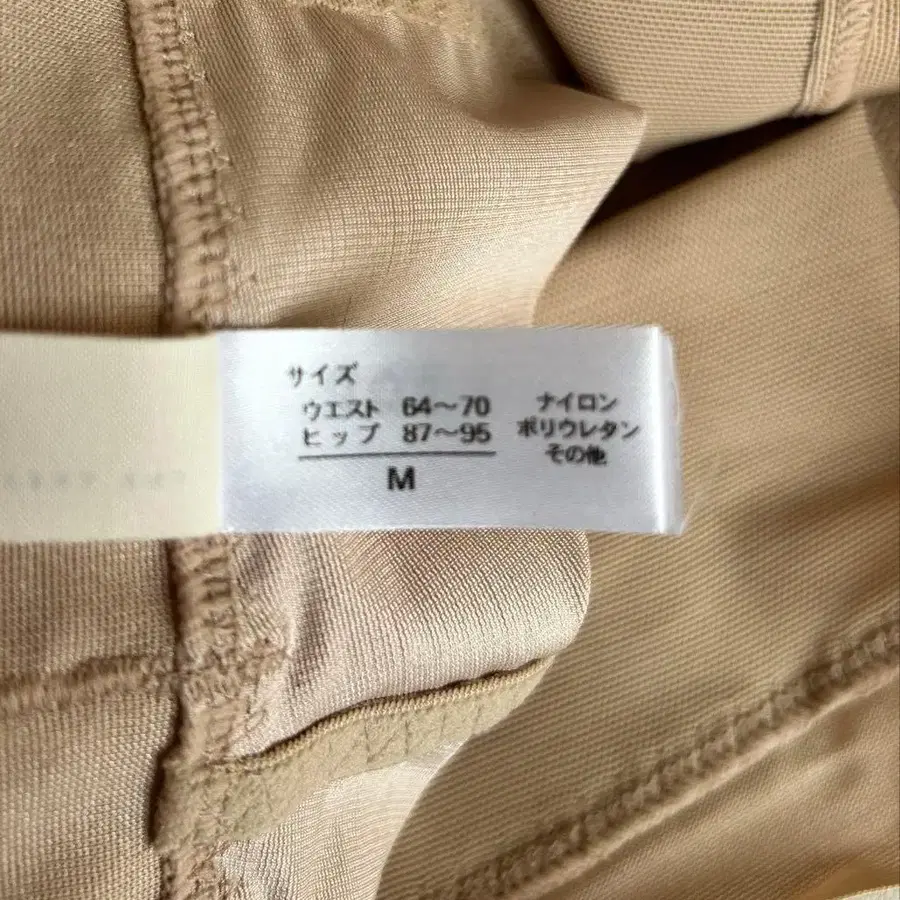 サイズ
ウエスト 64～70
ヒップ 87～95
M
ナイロン
ポリウレタン
その他